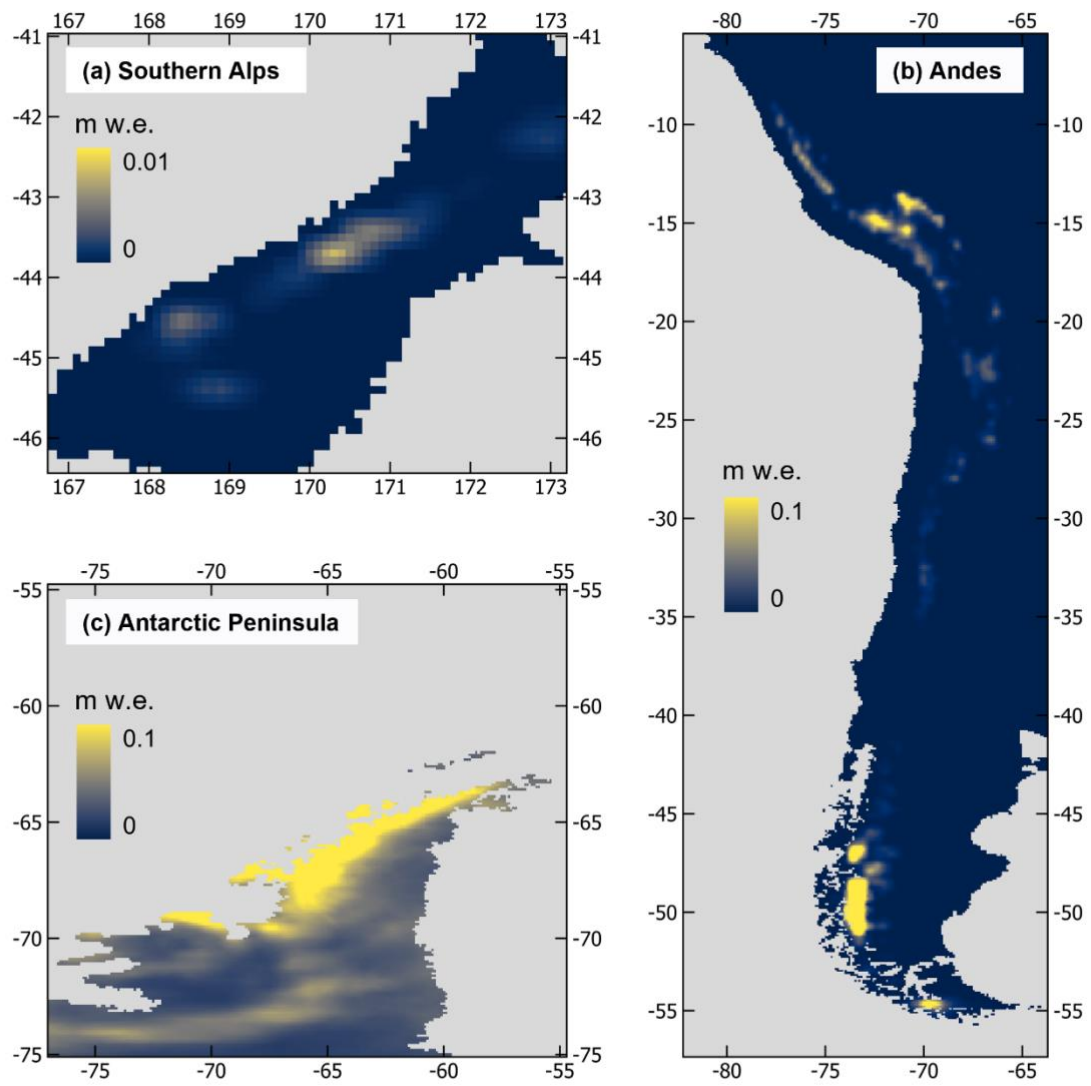 167 168 169 170 171 172 173
-41 -41
(a) Southern Alps
-42 -42
m w.e.
0.01
-43 -43
0
-44 -44
-45 -45
-46 -46
167 168 169 170 171 172 173
-80 -75 -70 -65
(b) Andes
-10 -10
-15 -15
-20 -20
-25 -25
m w.e.
0.1
-30 -30
0
-35 -35
-40 -40
-45 -45
-50 -50
-55 -55
-80 -75 -70 -65
-75 -70 -65 -60 -55
-55 -55
(c) Antarctic Peninsula
-60 -60
m w.e.
0.1
0
-65 -65
-70 -70
-75 -75
-75 -70 -65 -60 -55